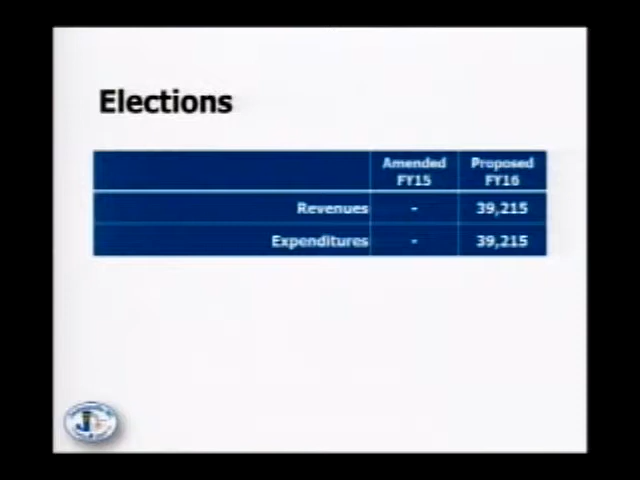 Elections
Amended Proposed
FY15 FY16
Revenues - 39,215
Expenditures - 39,215